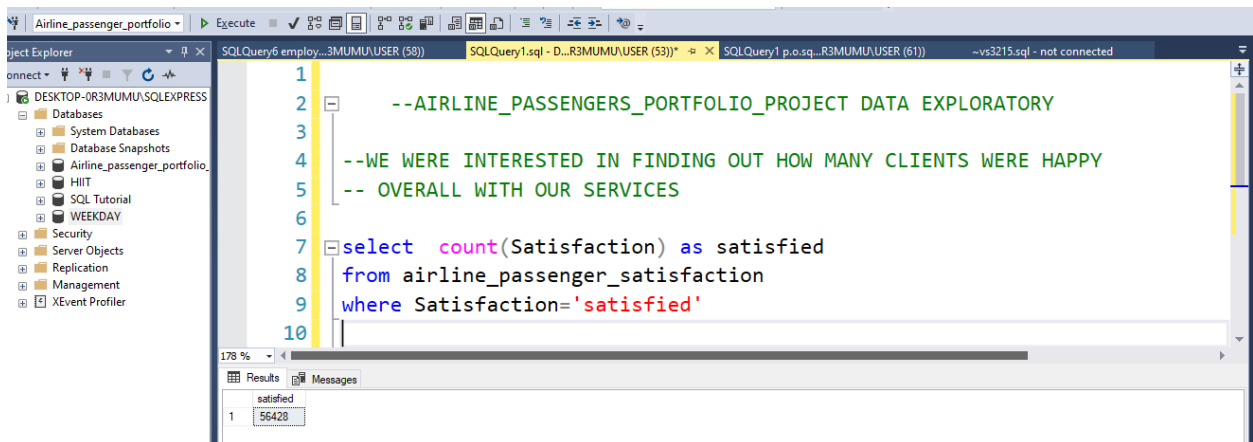 Airline_passenger_portfolio
Execute
Object Explorer
SQLQuery6 employ...3MUMU\USER (58))
SQLQuery1.sql - D...R3MUMU\USER (53))*
SQLQuery1 p.o.sq...R3MUMU\USER (61))
~vs3215.sql - not connected
Connect
DESKTOP-0R3MUMU\SQLEXPRESS
Databases
System Databases
Database Snapshots
Airline_passenger_portfolio_
HIIT
SQL Tutorial
WEEKDAY
Security
Server Objects
Replication
Management
XEvent Profiler
1
2 --AIRLINE_PASSENGERS_PORTFOLIO_PROJECT DATA EXPLORATORY
3
4 --WE WERE INTERESTED IN FINDING OUT HOW MANY CLIENTS WERE HAPPY
5 -- OVERALL WITH OUR SERVICES
6
7 select count(Satisfaction) as satisfied
8 from airline_passenger_satisfaction
9 where Satisfaction='satisfied'
10
178 %
Results Messages
satisfied
1 56428